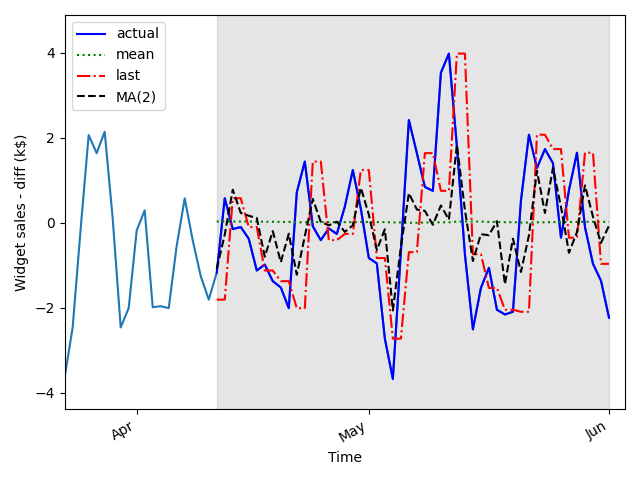 actual
mean
last
MA(2)
Widget sales - diff (k$)
4
2
0
−2
−4
Apr
May
Jun
Time